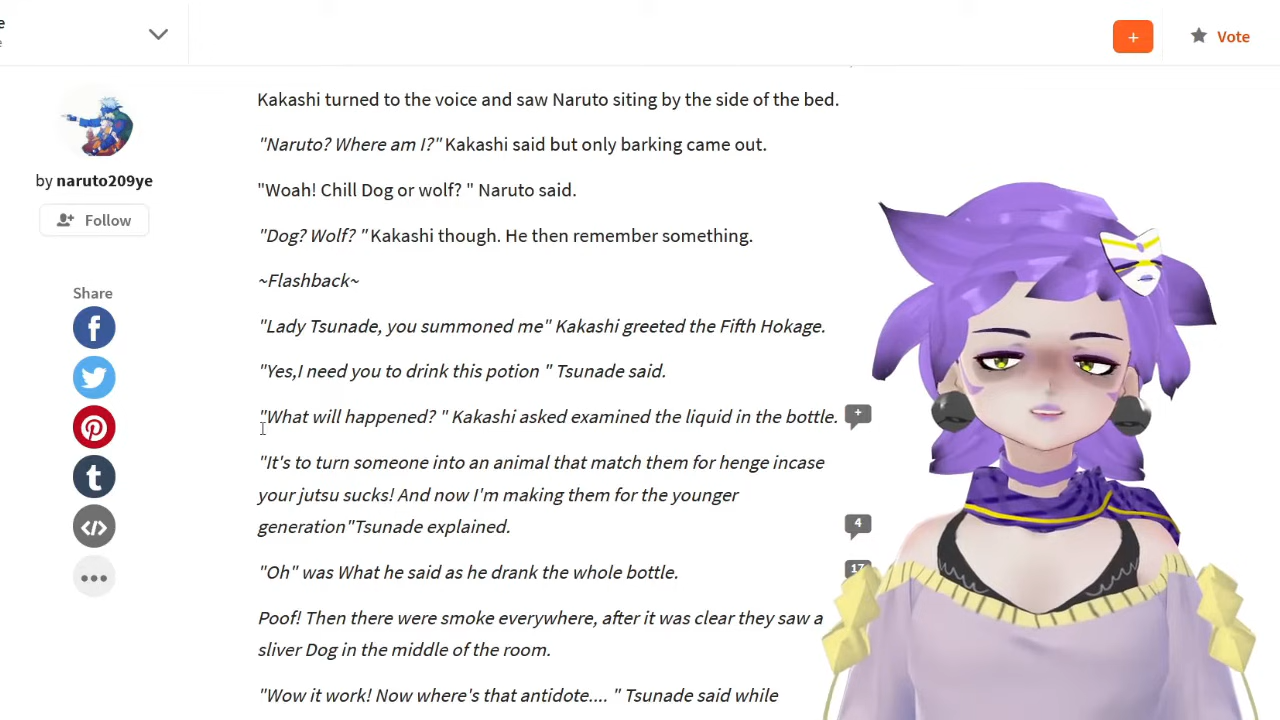 e
e
+
Vote
Kakashi turned to the voice and saw Naruto siting by the side of the bed.
"Naruto? Where am I?" Kakashi said but only barking came out.
by naruto209ye
"Woah! Chill Dog or wolf? " Naruto said.
Follow
"Dog? Wolf? " Kakashi though. He then remember something.
~Flashback~
Share
"Lady Tsunade, you summoned me" Kakashi greeted the Fifth Hokage.
"Yes,I need you to drink this potion " Tsunade said.
"What will happened? " Kakashi asked examined the liquid in the bottle.
+
"It's to turn someone into an animal that match them for henge incase
your jutsu sucks! And now I'm making them for the younger
generation"Tsunade explained.
4
"Oh" was What he said as he drank the whole bottle.
17
Poof! Then there were smoke everywhere, after it was clear they saw a
sliver Dog in the middle of the room.
"Wow it work! Now where's that antidote.... " Tsunade said while